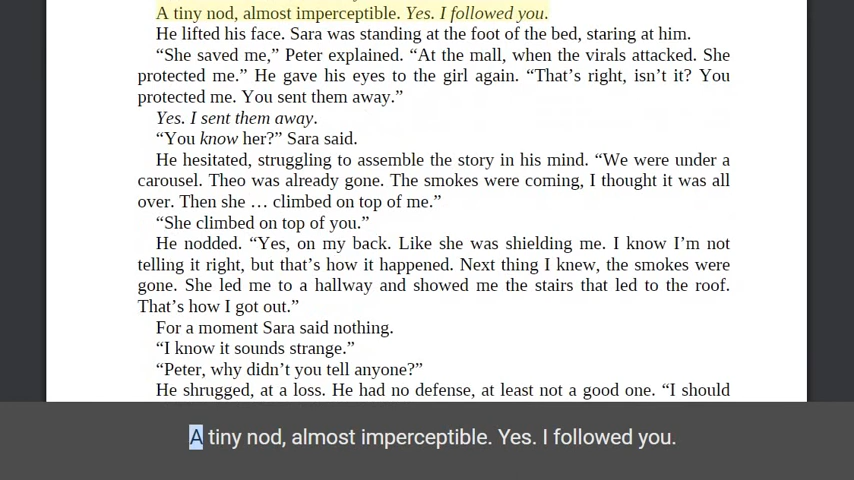 A tiny nod, almost imperceptible. Yes. I followed you.
He lifted his face. Sara was standing at the foot of the bed, staring at him.
“She saved me,” Peter explained. “At the mall, when the virals attacked. She
protected me.” He gave his eyes to the girl again. “That’s right, isn’t it? You
protected me. You sent them away.”
Yes. I sent them away.
“You know her?” Sara said.
He hesitated, struggling to assemble the story in his mind. “We were under a
carousel. Theo was already gone. The smokes were coming, I thought it was all
over. Then she … climbed on top of me.”
“She climbed on top of you.”
He nodded. “Yes, on my back. Like she was shielding me. I know I’m not
telling it right, but that’s how it happened. Next thing I knew, the smokes were
gone. She led me to a hallway and showed me the stairs that led to the roof.
That’s how I got out.”
For a moment Sara said nothing.
“I know it sounds strange.”
“Peter, why didn’t you tell anyone?”
He shrugged, at a loss. He had no defense, at least not a good one. “I should
A tiny nod, almost imperceptible. Yes. I followed you.